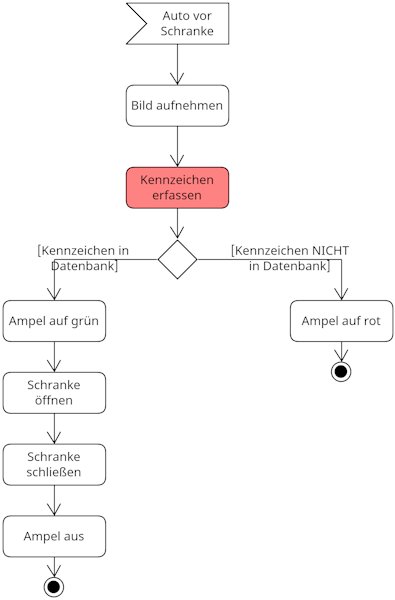 Auto vor
Schranke
Bild aufnehmen
Kennzeichen
erfassen
[Kennzeichen in
Datenbank]
[Kennzeichen NICHT
in Datenbank]
Ampel auf grün
Ampel auf rot
Schranke
öffnen
Schranke
schließen
Ampel aus